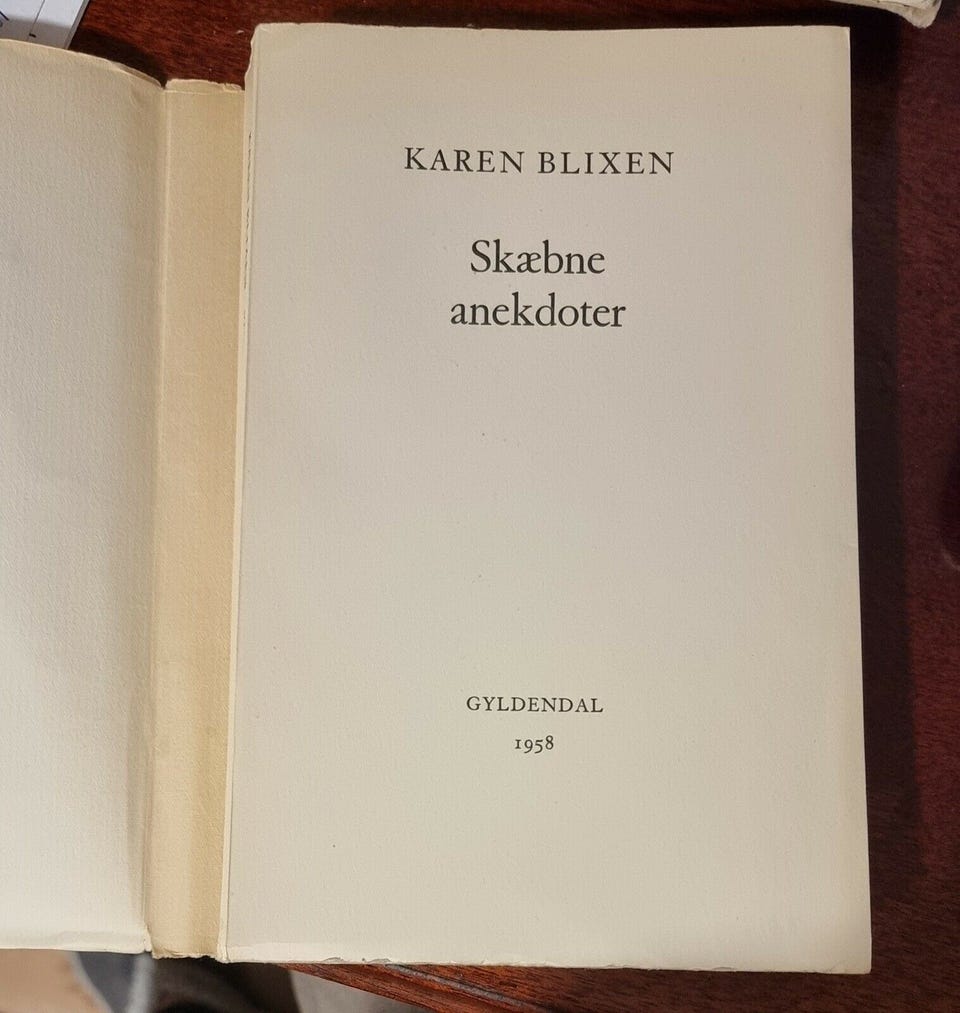 KAREN BLIXEN
Skæbne
anekdoter
GYLDENDAL
1958